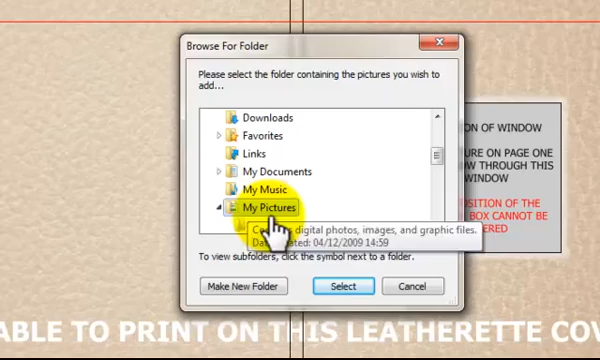 Browse For Folder
Please select the folder containing the pictures you wish to
add...
Downloads
Favorites
Links
My Documents
My Music
My Pictures
digital photos, images, and graphic files.
04/12/2009 14:59
To view subfolders, click the symbol next to a folder.
Make New Folder
Select
Cancel
ON OF WINDOW
URE ON PAGE ONE
OW THROUGH THIS
WINDOW
OSITION OF THE
BOX CANNOT BE
ERED
ABLE TO PRINT ON THIS LEATHERETTE COV